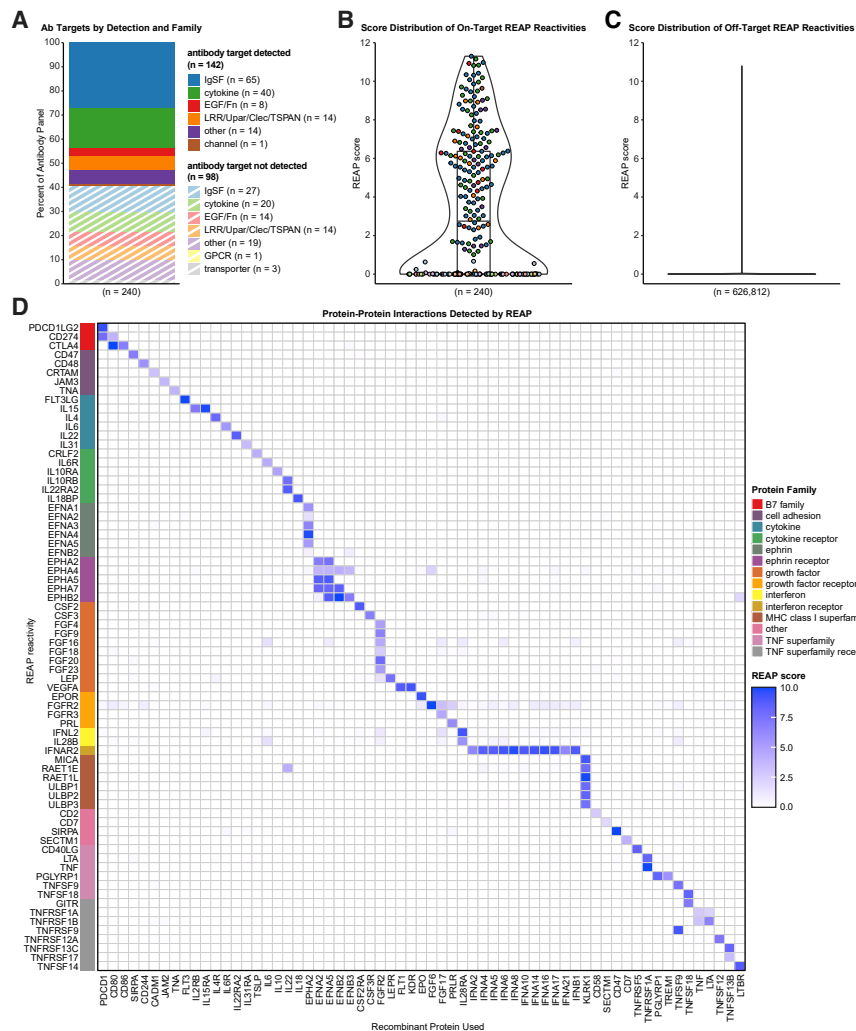 A
Ab Targets by Detection and Family
Percent of Antibody Panel
100
90
80
70
60
50
40
30
20
10
0
(n = 240)
antibody target detected
(n = 142)
IgSF (n = 65)
cytokine (n = 40)
EGF/Fn (n = 8)
LRR/Upar/Clec/TSPAN (n = 14)
other (n = 14)
channel (n = 1)
antibody target not detected
(n = 98)
IgSF (n = 27)
cytokine (n = 20)
EGF/Fn (n = 14)
LRR/Upar/Clec/TSPAN (n = 14)
other (n = 19)
GPCR (n = 1)
transporter (n = 3)
B
Score Distribution of On-Target REAP Reactivities
REAP score
12
10
8
6
4
2
0
(n = 240)
C
Score Distribution of Off-Target REAP Reactivities
REAP score
12
10
8
6
4
2
0
(n = 626,812)
D
Protein-Protein Interactions Detected by REAP
REAP reactivity
PDCD1LG2
CD274
CTLA4
CD47
CD48
CRTAM
JAM3
TNA
FLT3LG
IL15
IL4
IL6
IL22
IL31
CRLF2
IL6R
IL10RA
IL10RB
IL22RA2
IL18BP
EFNA1
EFNA2
EFNA3
EFNA4
EFNA5
EFNB2
EPHA2
EPHA4
EPHA5
EPHA7
EPHB2
CSF2
CSF3
FGF4
FGF9
FGF16
FGF18
FGF20
FGF23
LEP
VEGFA
EPOR
FGFR2
FGFR3
PRL
IFNL2
IL28B
IFNAR2
MICA
RAET1E
RAET1L
ULBP1
ULBP2
ULBP3
CD2
CD7
SIRPA
SECTM1
CD40LG
LTA
TNF
PGLYRP1
TNFSF9
TNFSF18
GITR
TNFRSF1A
TNFRSF1B
TNFRSF9
TNFRSF12A
TNFRSF13C
TNFRSF17
TNFSF14
PDCD1
CD80
CD86
SIRPA
CD244
CADM1
JAM2
TNA
FLT3
IL2RB
IL15RA
IL4R
IL6R
IL22RA2
IL31RA
TSLP
IL6
IL10
IL22
IL18
EPHA2
EFNA2
EFNA5
EFNB2
EFNB3
CSF2RA
CSF3R
FGFR2
LEPR
FLT1
KDR
EPO
FGF6
FGF17
PRLR
IL28RA
IFNA2
IFNA4
IFNA5
IFNA6
IFNA8
IFNA10
IFNA14
IFNA16
IFNA17
IFNA21
IFNB1
KLRK1
CD58
SECTM1
CD47
CD7
TNFRSF5
TNFRSF1A
PGLYRP1
TREM1
TNFSF9
TNFSF18
TNF
LTA
TNFSF12
TNFSF13B
LTBR
Recombinant Protein Used
Protein Family
B7 family
cell adhesion
cytokine
cytokine receptor
ephrin
ephrin receptor
growth factor
growth factor receptor
interferon
interferon receptor
MHC class I superfam
other
TNF superfamily
TNF superfamily rece
REAP score
10.0
7.5
5.0
2.5
0.0